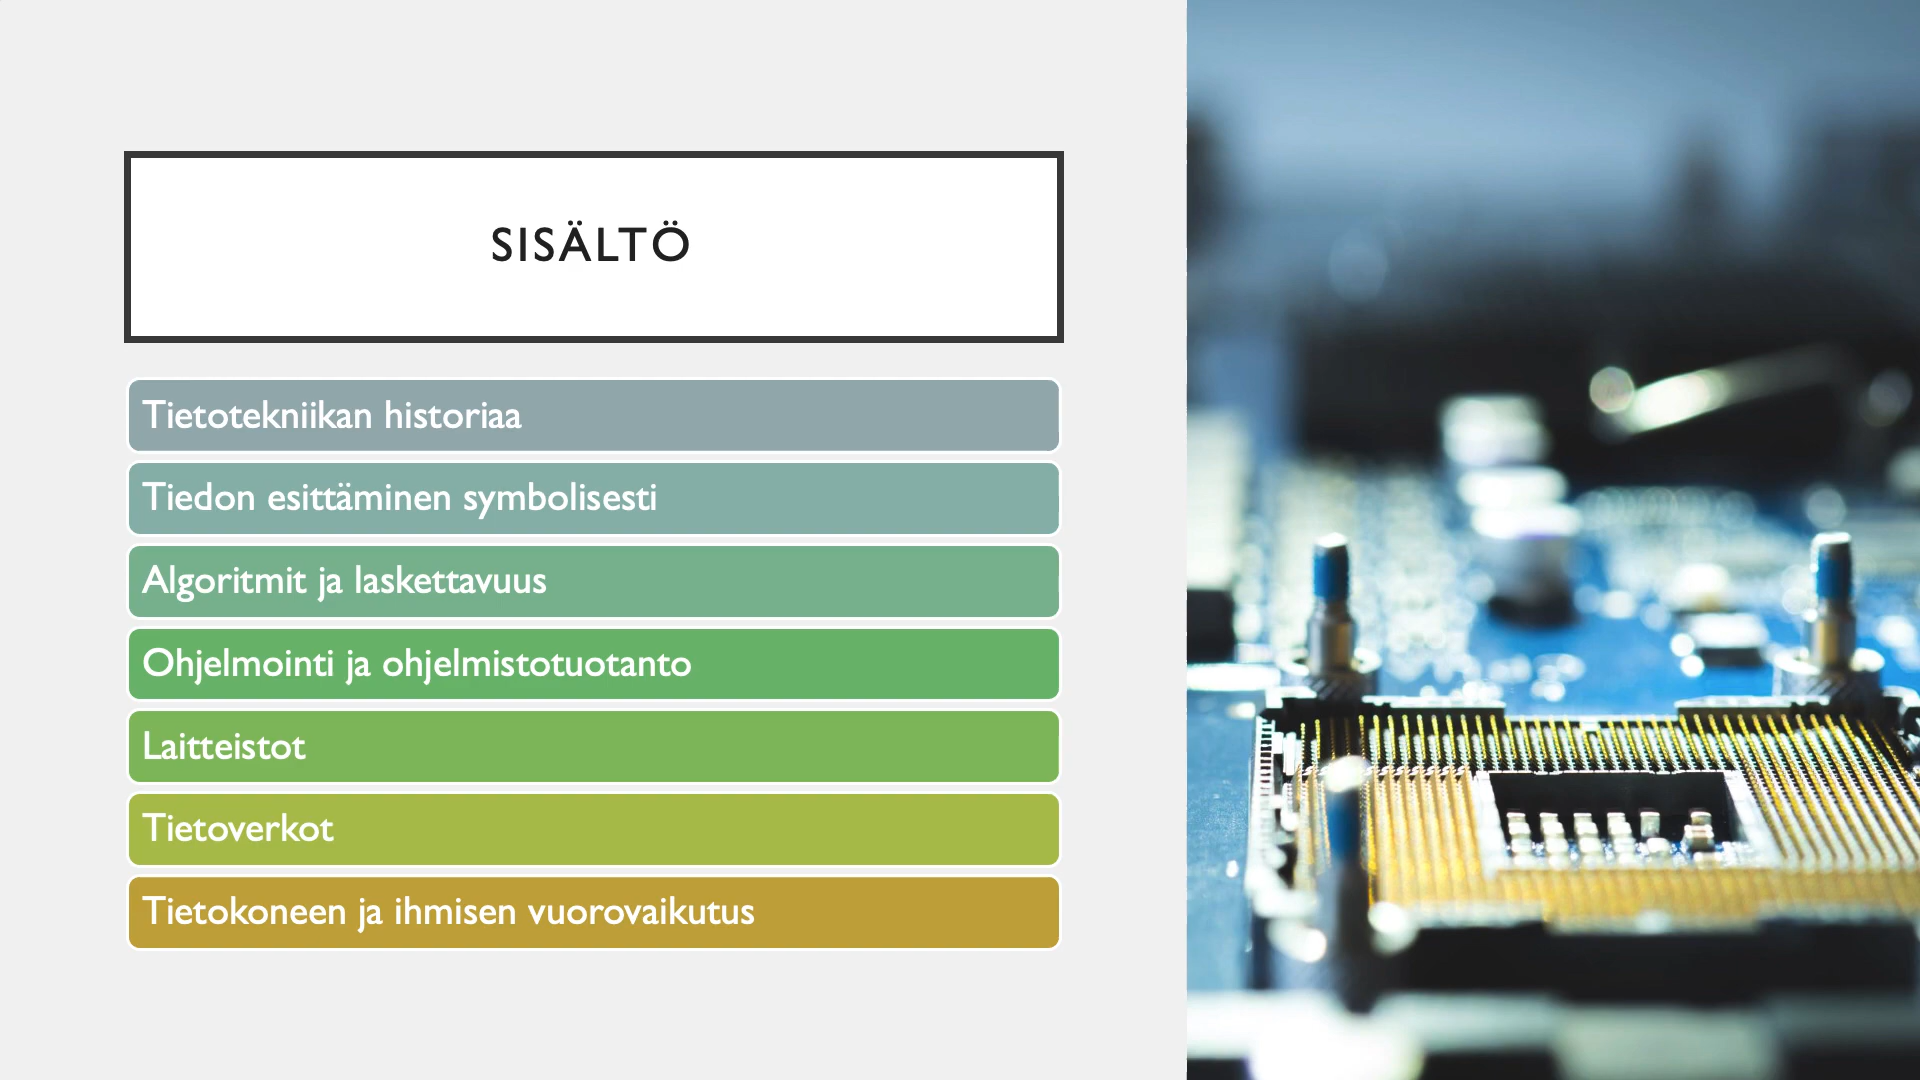 SISÄLTÖ
Tietotekniikan historiaa
Tiedon esittäminen symbolisesti
Algoritmit ja laskettavuus
Ohjelmointi ja ohjelmistotuotanto
Laitteistot
Tietoverkot
Tietokoneen ja ihmisen vuorovaikutus